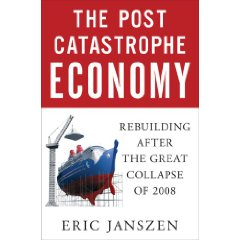 THE POST
CATASTROPHE
ECONOMY
REBUILDING
AFTER
THE GREAT
COLLAPSE
OF 2008
ERIC JANSZEN